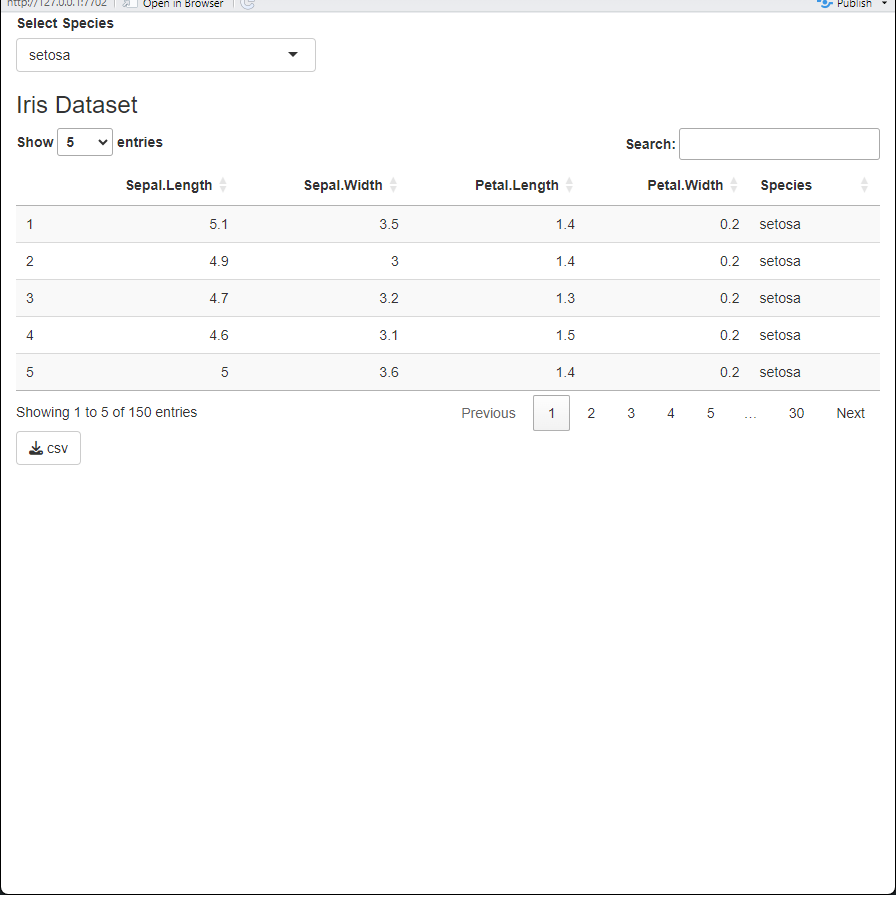 http://127.0.0.1:7702 Open in Browser Publish
Select Species
setosa
Iris Dataset
Show 5 entries Search:
Sepal.Length Sepal.Width Petal.Length Petal.Width Species
1 5.1 3.5 1.4 0.2 setosa
2 4.9 3 1.4 0.2 setosa
3 4.7 3.2 1.3 0.2 setosa
4 4.6 3.1 1.5 0.2 setosa
5 5 3.6 1.4 0.2 setosa
Showing 1 to 5 of 150 entries Previous 1 2 3 4 5 … 30 Next
csv